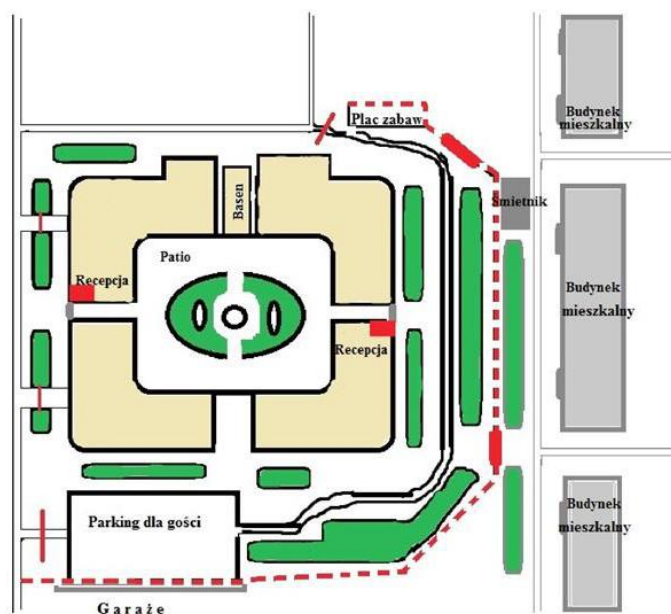 Plac zabaw
Budynek
mieszkalny
Basen
Śmietnik
Patio
Recepcja
Budynek
mieszkalny
Recepcja
Parking dla gości
Budynek
mieszkalny
Garaże